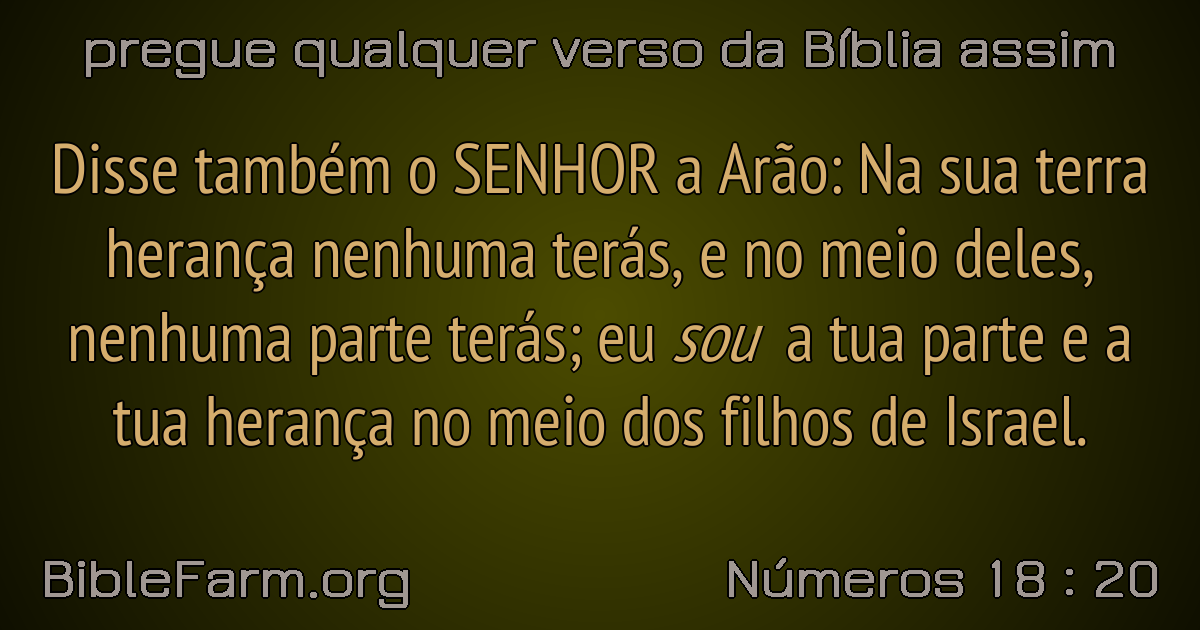 pregue qualquer verso da Bíblia assim
Disse também o SENHOR a Arão: Na sua terra
herança nenhuma terás, e no meio deles,
nenhuma parte terás; eu sou a tua parte e a
tua herança no meio dos filhos de Israel.
BibleFarm.org
Números 18 : 20